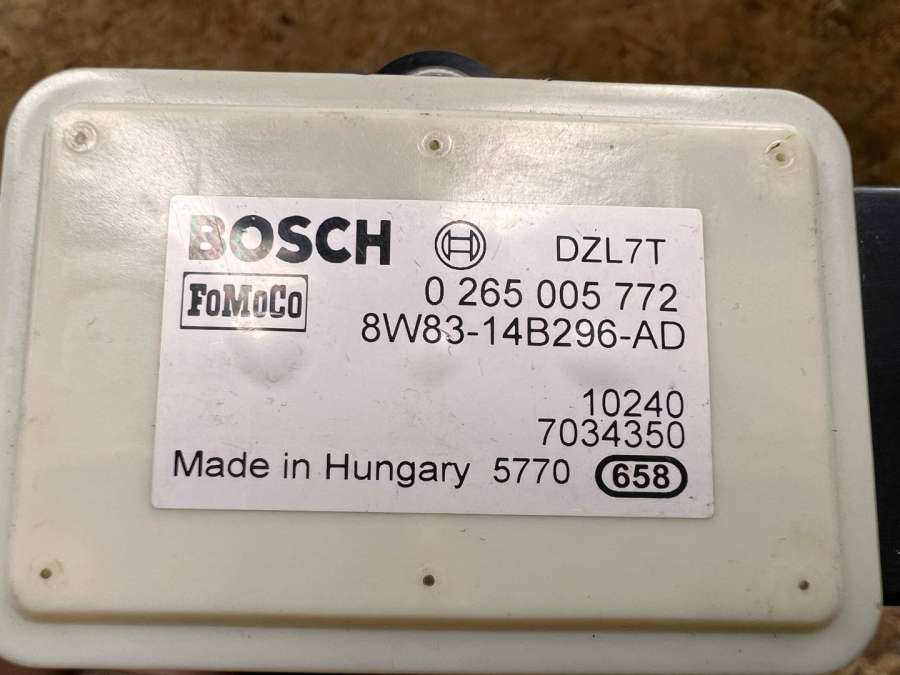 BOSCH DZL7T
FoMoCo 0 265 005 772
8W83-14B296-AD
10240
7034350
Made in Hungary 5770 658